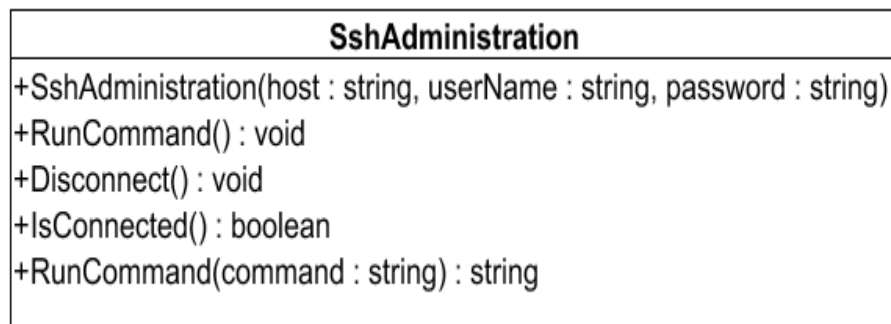 SshAdministration
+SshAdministration(host : string, userName : string, password : string)
+RunCommand() : void
+Disconnect() : void
+IsConnected() : boolean
+RunCommand(command : string) : string